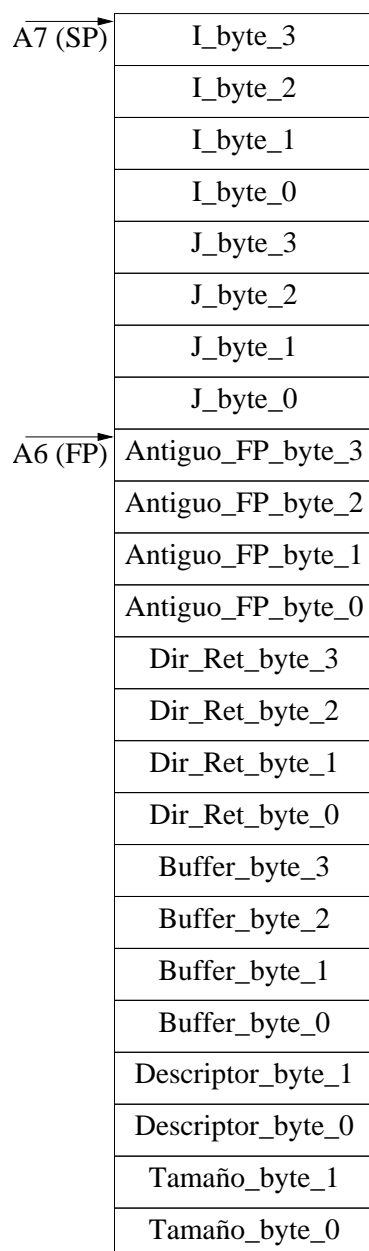 A7 (SP)
I_byte_3
I_byte_2
I_byte_1
I_byte_0
J_byte_3
J_byte_2
J_byte_1
J_byte_0
A6 (FP)
Antiguo_FP_byte_3
Antiguo_FP_byte_2
Antiguo_FP_byte_1
Antiguo_FP_byte_0
Dir_Ret_byte_3
Dir_Ret_byte_2
Dir_Ret_byte_1
Dir_Ret_byte_0
Buffer_byte_3
Buffer_byte_2
Buffer_byte_1
Buffer_byte_0
Descriptor_byte_1
Descriptor_byte_0
Tamaño_byte_1
Tamaño_byte_0